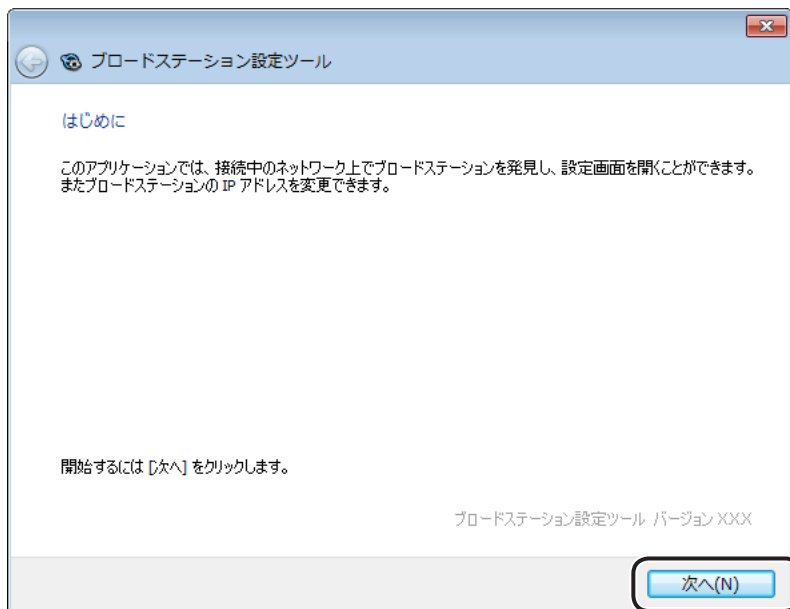 ブロードステーション設定ツール
はじめに
このアプリケーションでは、接続中のネットワーク上でブロードステーションを発見し、設定画面を開くことができます。
またブロードステーションの IP アドレスを変更できます。
開始するには [次へ] をクリックします。
ブロードステーション設定ツール バージョン XXX
次へ(N)